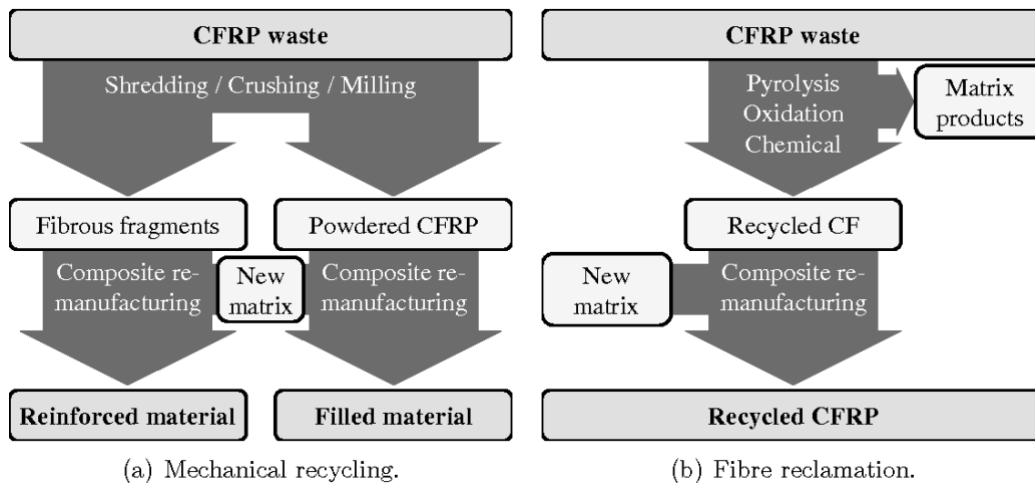 CFRP waste
Shredding / Crushing / Milling
Fibrous fragments
Powdered CFRP
Composite re-
manufacturing
New
matrix
Composite re-
manufacturing
Reinforced material
Filled material
(a) Mechanical recycling.
CFRP waste
Pyrolysis
Oxidation
Chemical
Matrix
products
Recycled CF
New
matrix
Composite re-
manufacturing
Recycled CFRP
(b) Fibre reclamation.